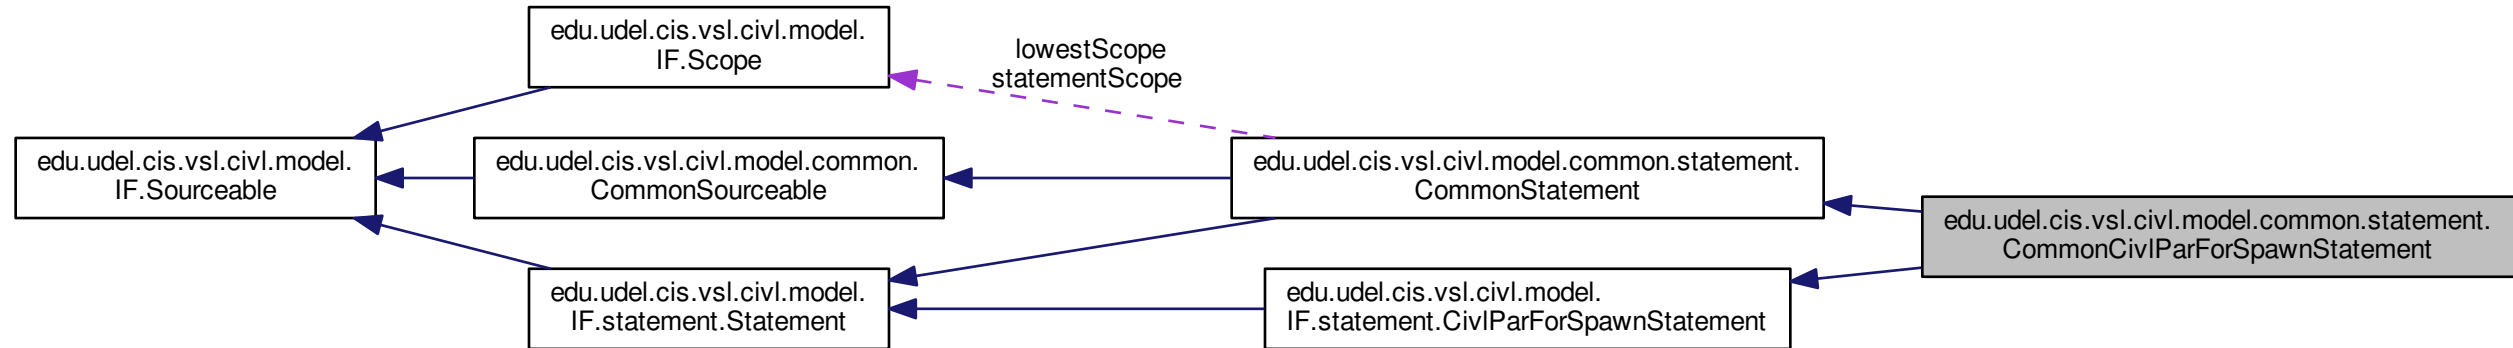 edu.udel.cis.vsl.civl.model.
IF.Scope
lowestScope
statementScope
edu.udel.cis.vsl.civl.model.
IF.Sourceable
edu.udel.cis.vsl.civl.model.common.
CommonSourceable
edu.udel.cis.vsl.civl.model.common.statement.
CommonStatement
edu.udel.cis.vsl.civl.model.common.statement.
CommonCivlParForSpawnStatement
edu.udel.cis.vsl.civl.model.
IF.statement.Statement
edu.udel.cis.vsl.civl.model.
IF.statement.CivlParForSpawnStatement